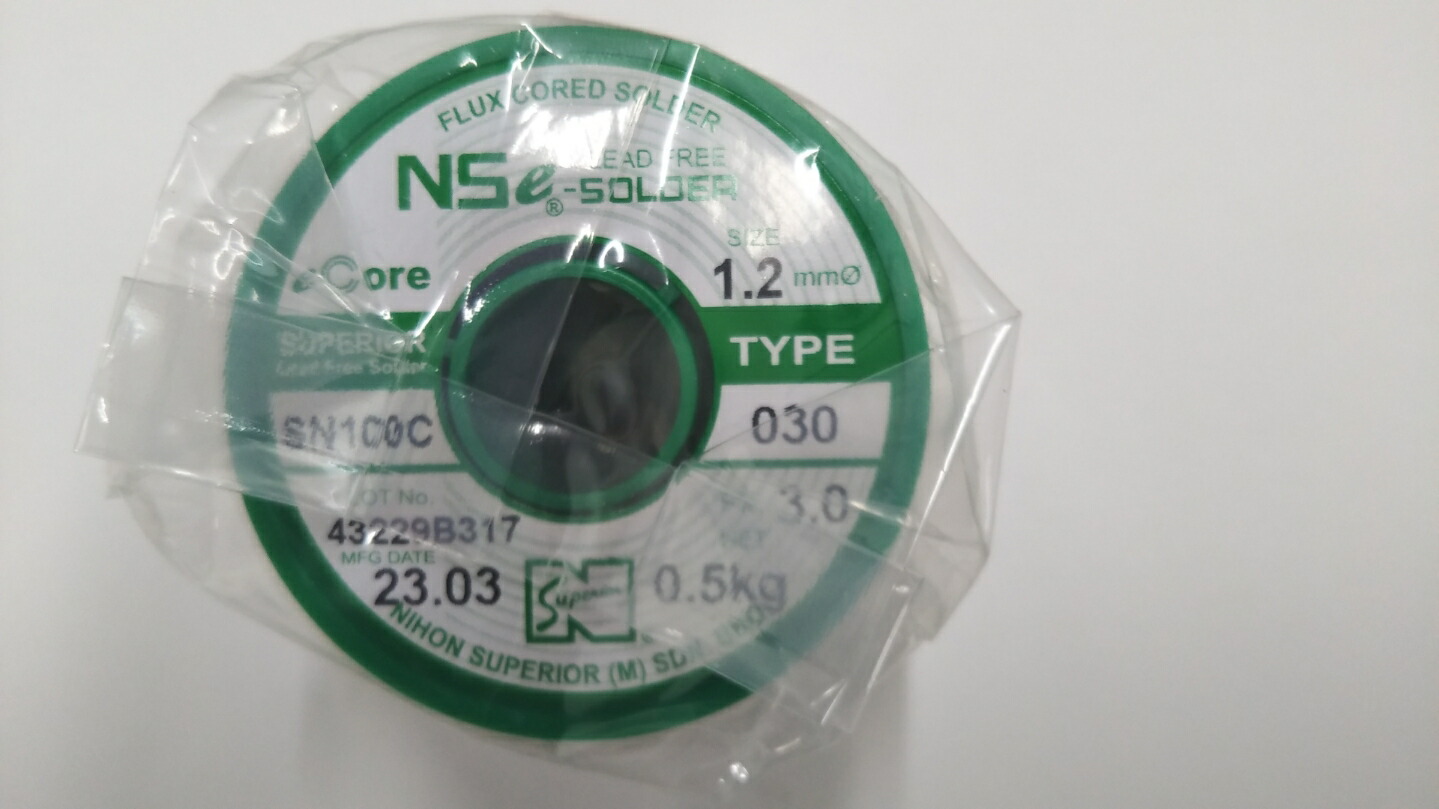 FLUX CORED SOLDER
NSe® LEAD FREE
-SOLDER
SIZE
eCore
1.2 mmØ
SUPERIOR
Lead Free Solder
TYPE
SN100C
030
LOT No.
3.0
43229B317
MFG DATE
NET
23.03
Superior
0.5kg
NIHON SUPERIOR (M) SDN. BHD.